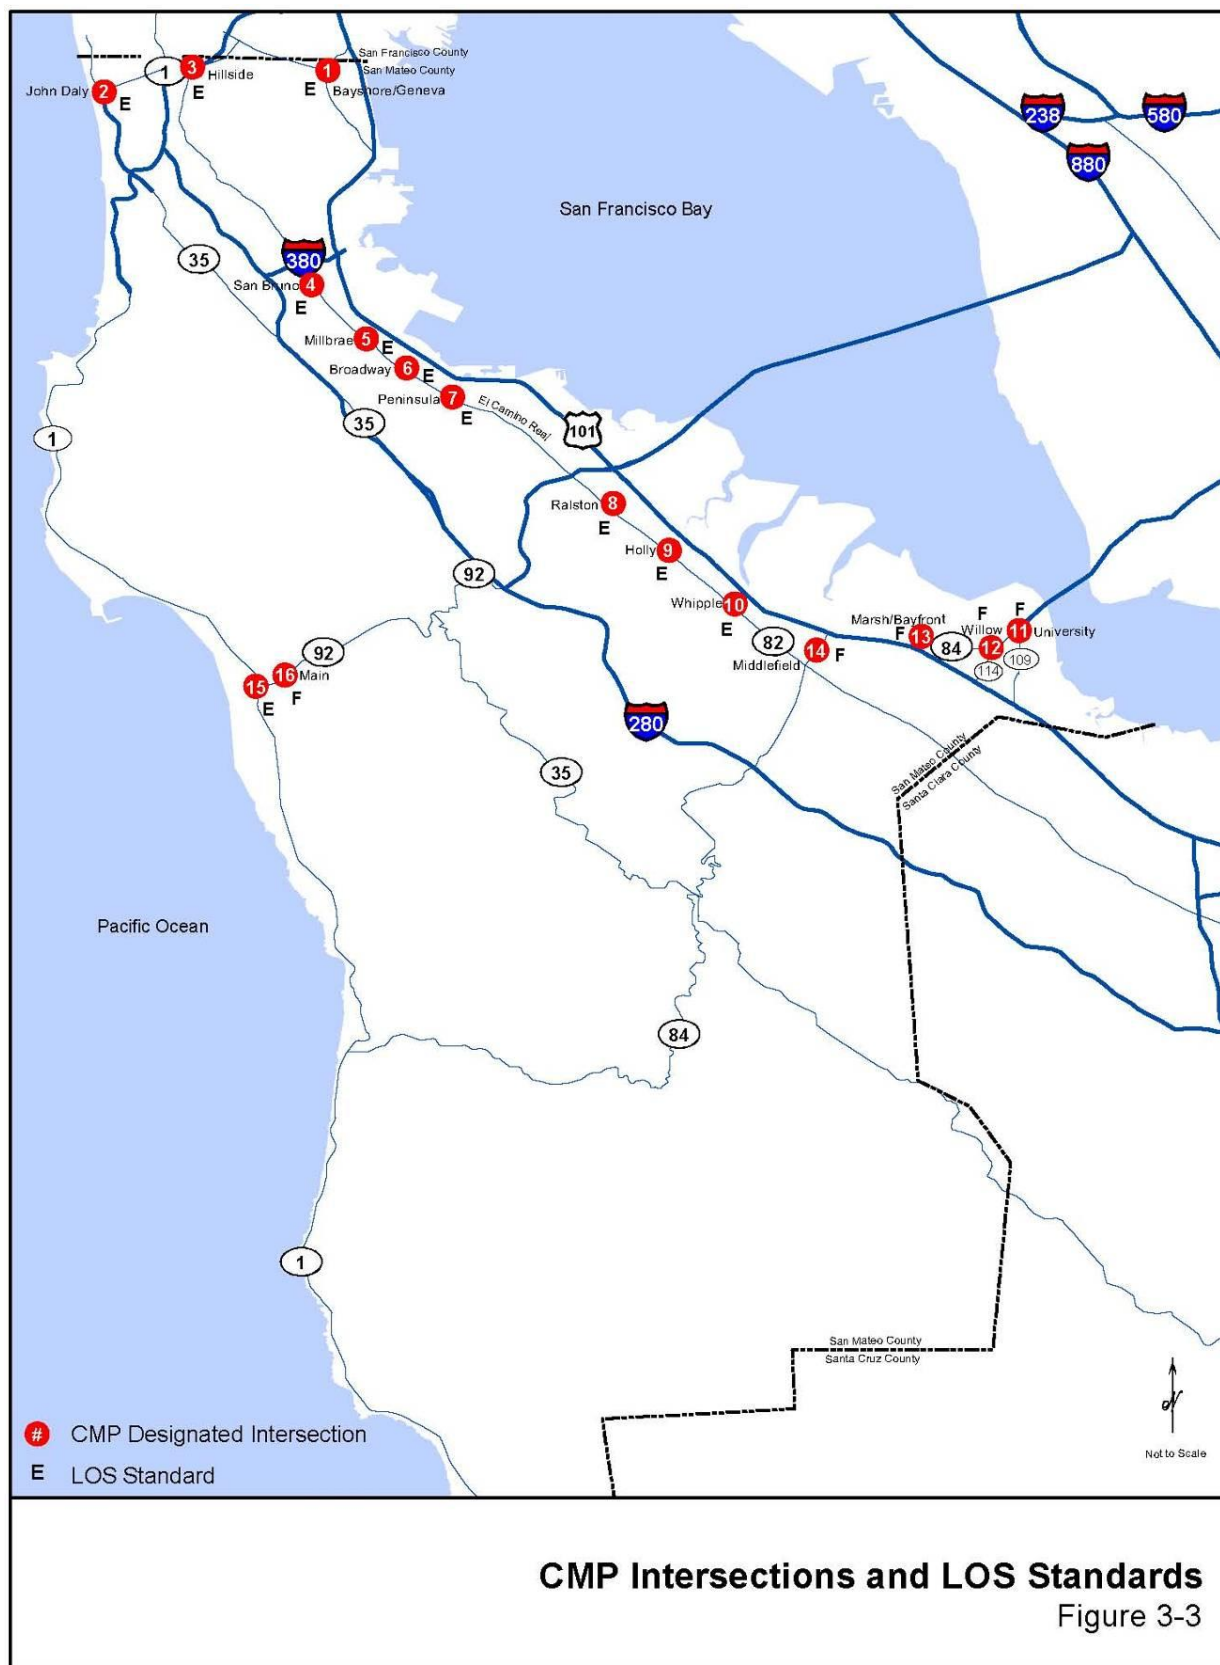 San Francisco County
San Mateo County
1
3
Hillside
1
John Daly
2
E
E
E
Bayshore/Geneva
238
580
880
San Francisco Bay
35
380
San Bruno
4
E
Millbrae
5
E
Broadway
6
E
Peninsula
7
E
El Camino Real
101
35
1
Ralston
8
E
Holly
9
E
92
Whipple
10
E
82
Middlefield
14
F
Marsh/Bayfront
F
13
84
F
Willow
12
F
11
University
114
109
92
15
E
16
Main
F
280
San Mateo County
Santa Clara County
35
Pacific Ocean
84
1
San Mateo County
Santa Cruz County
N
Not to Scale
# CMP Designated Intersection
E LOS Standard
CMP Intersections and LOS Standards
Figure 3-3